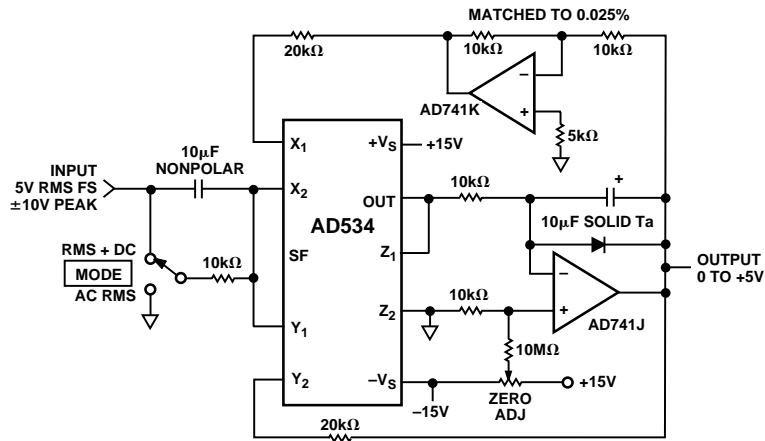 MATCHED TO 0.025%
20kΩ
10kΩ
10kΩ
AD741K
5kΩ
10μF
NONPOLAR
INPUT
5V RMS FS
±10V PEAK
X1
+VS
+15V
X2
OUT
10kΩ
+
AD534
10μF SOLID Ta
RMS + DC
MODE
AC RMS
10kΩ
SF
Z1
OUTPUT
0 TO +5V
Z2
10kΩ
AD741J
Y1
10MΩ
Y2
–VS
–15V
ZERO
ADJ
+15V
20kΩ
–
+
–
+